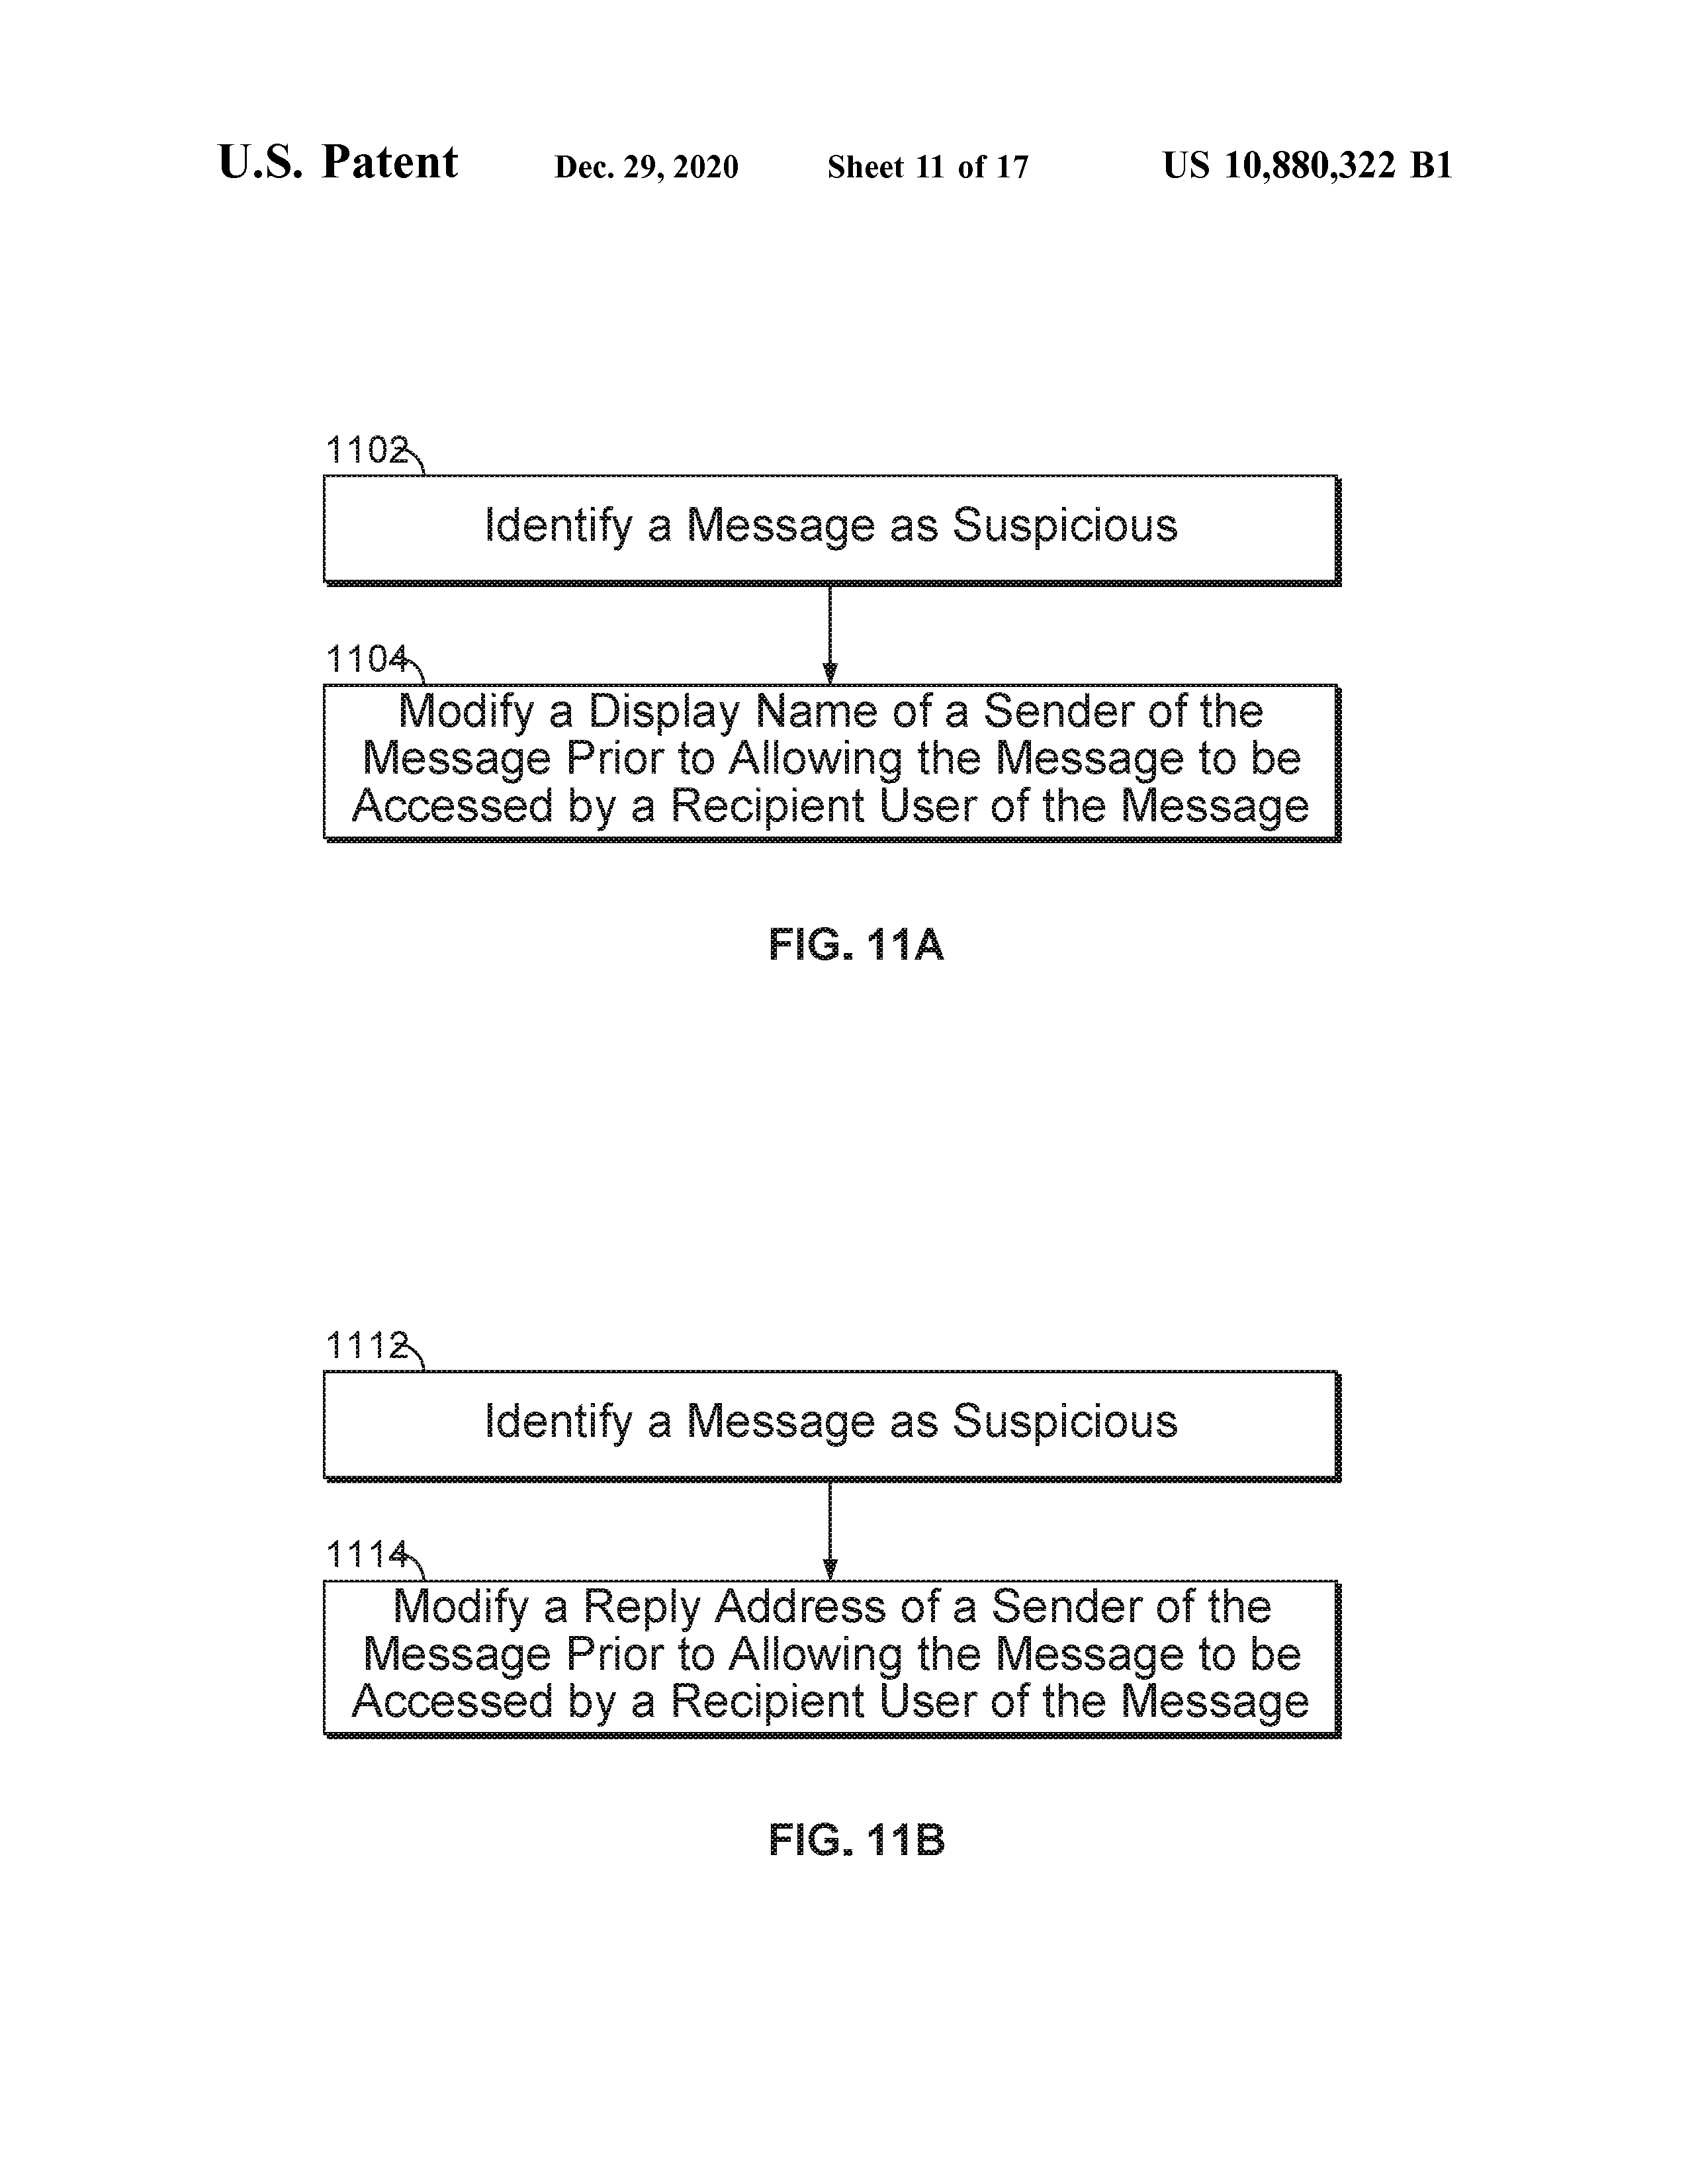 U.S. Patent Dec. 29, 2020 Sheet 11 of 17 US 10,880,322 B1
1102
Identify a Message as Suspicious
1104
Modify a Display Name of a Sender of the
Message Prior to Allowing the Message to be
Accessed by a Recipient User of the Message
FIG. 11A
1112
Identify a Message as Suspicious
1114
Modify a Reply Address of a Sender of the
Message Prior to Allowing the Message to be
Accessed by a Recipient User of the Message
FIG. 11B